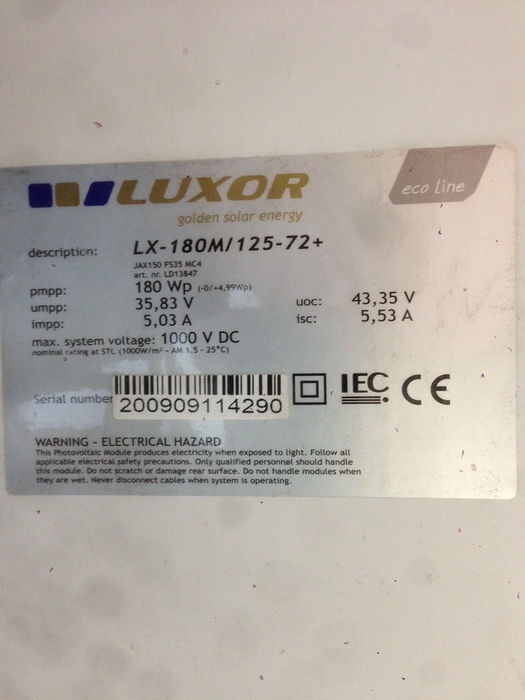 LUXOR
eco line
golden solar energy
description: LX-180M/125-72+
JAX150 FS35 MC4
art. nr. LD13847
pmpp: 180 Wp (-0/+4,99Wp)
umpp: 35,83 V uoc: 43,35 V
impp: 5,03 A isc: 5,53 A
max. system voltage: 1000 V DC
nominal rating at STC (1000W/m² - AM 1.5 - 25°C)
Serial number 200909114290
IEC CE
WARNING - ELECTRICAL HAZARD
This Photovoltaic Module produces electricity when exposed to light. Follow all
applicable electrical safety precautions. Only qualified personnel should handle
this module. Do not scratch or damage rear surface. Do not handle modules when
they are wet. Never disconnect cables when system is operating.